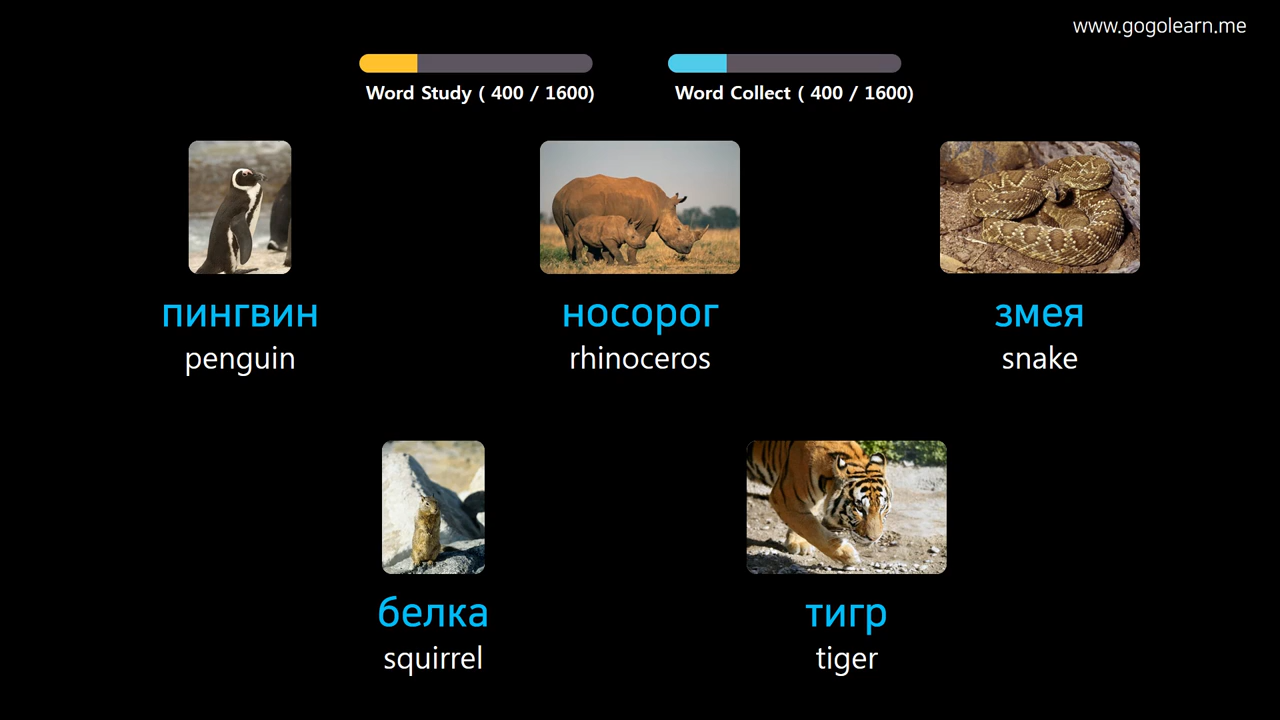 www.gogolearn.me
Word Study ( 400 / 1600)
Word Collect ( 400 / 1600)
пингвин
penguin
носорог
rhinoceros
змея
snake
белка
squirrel
тигр
tiger